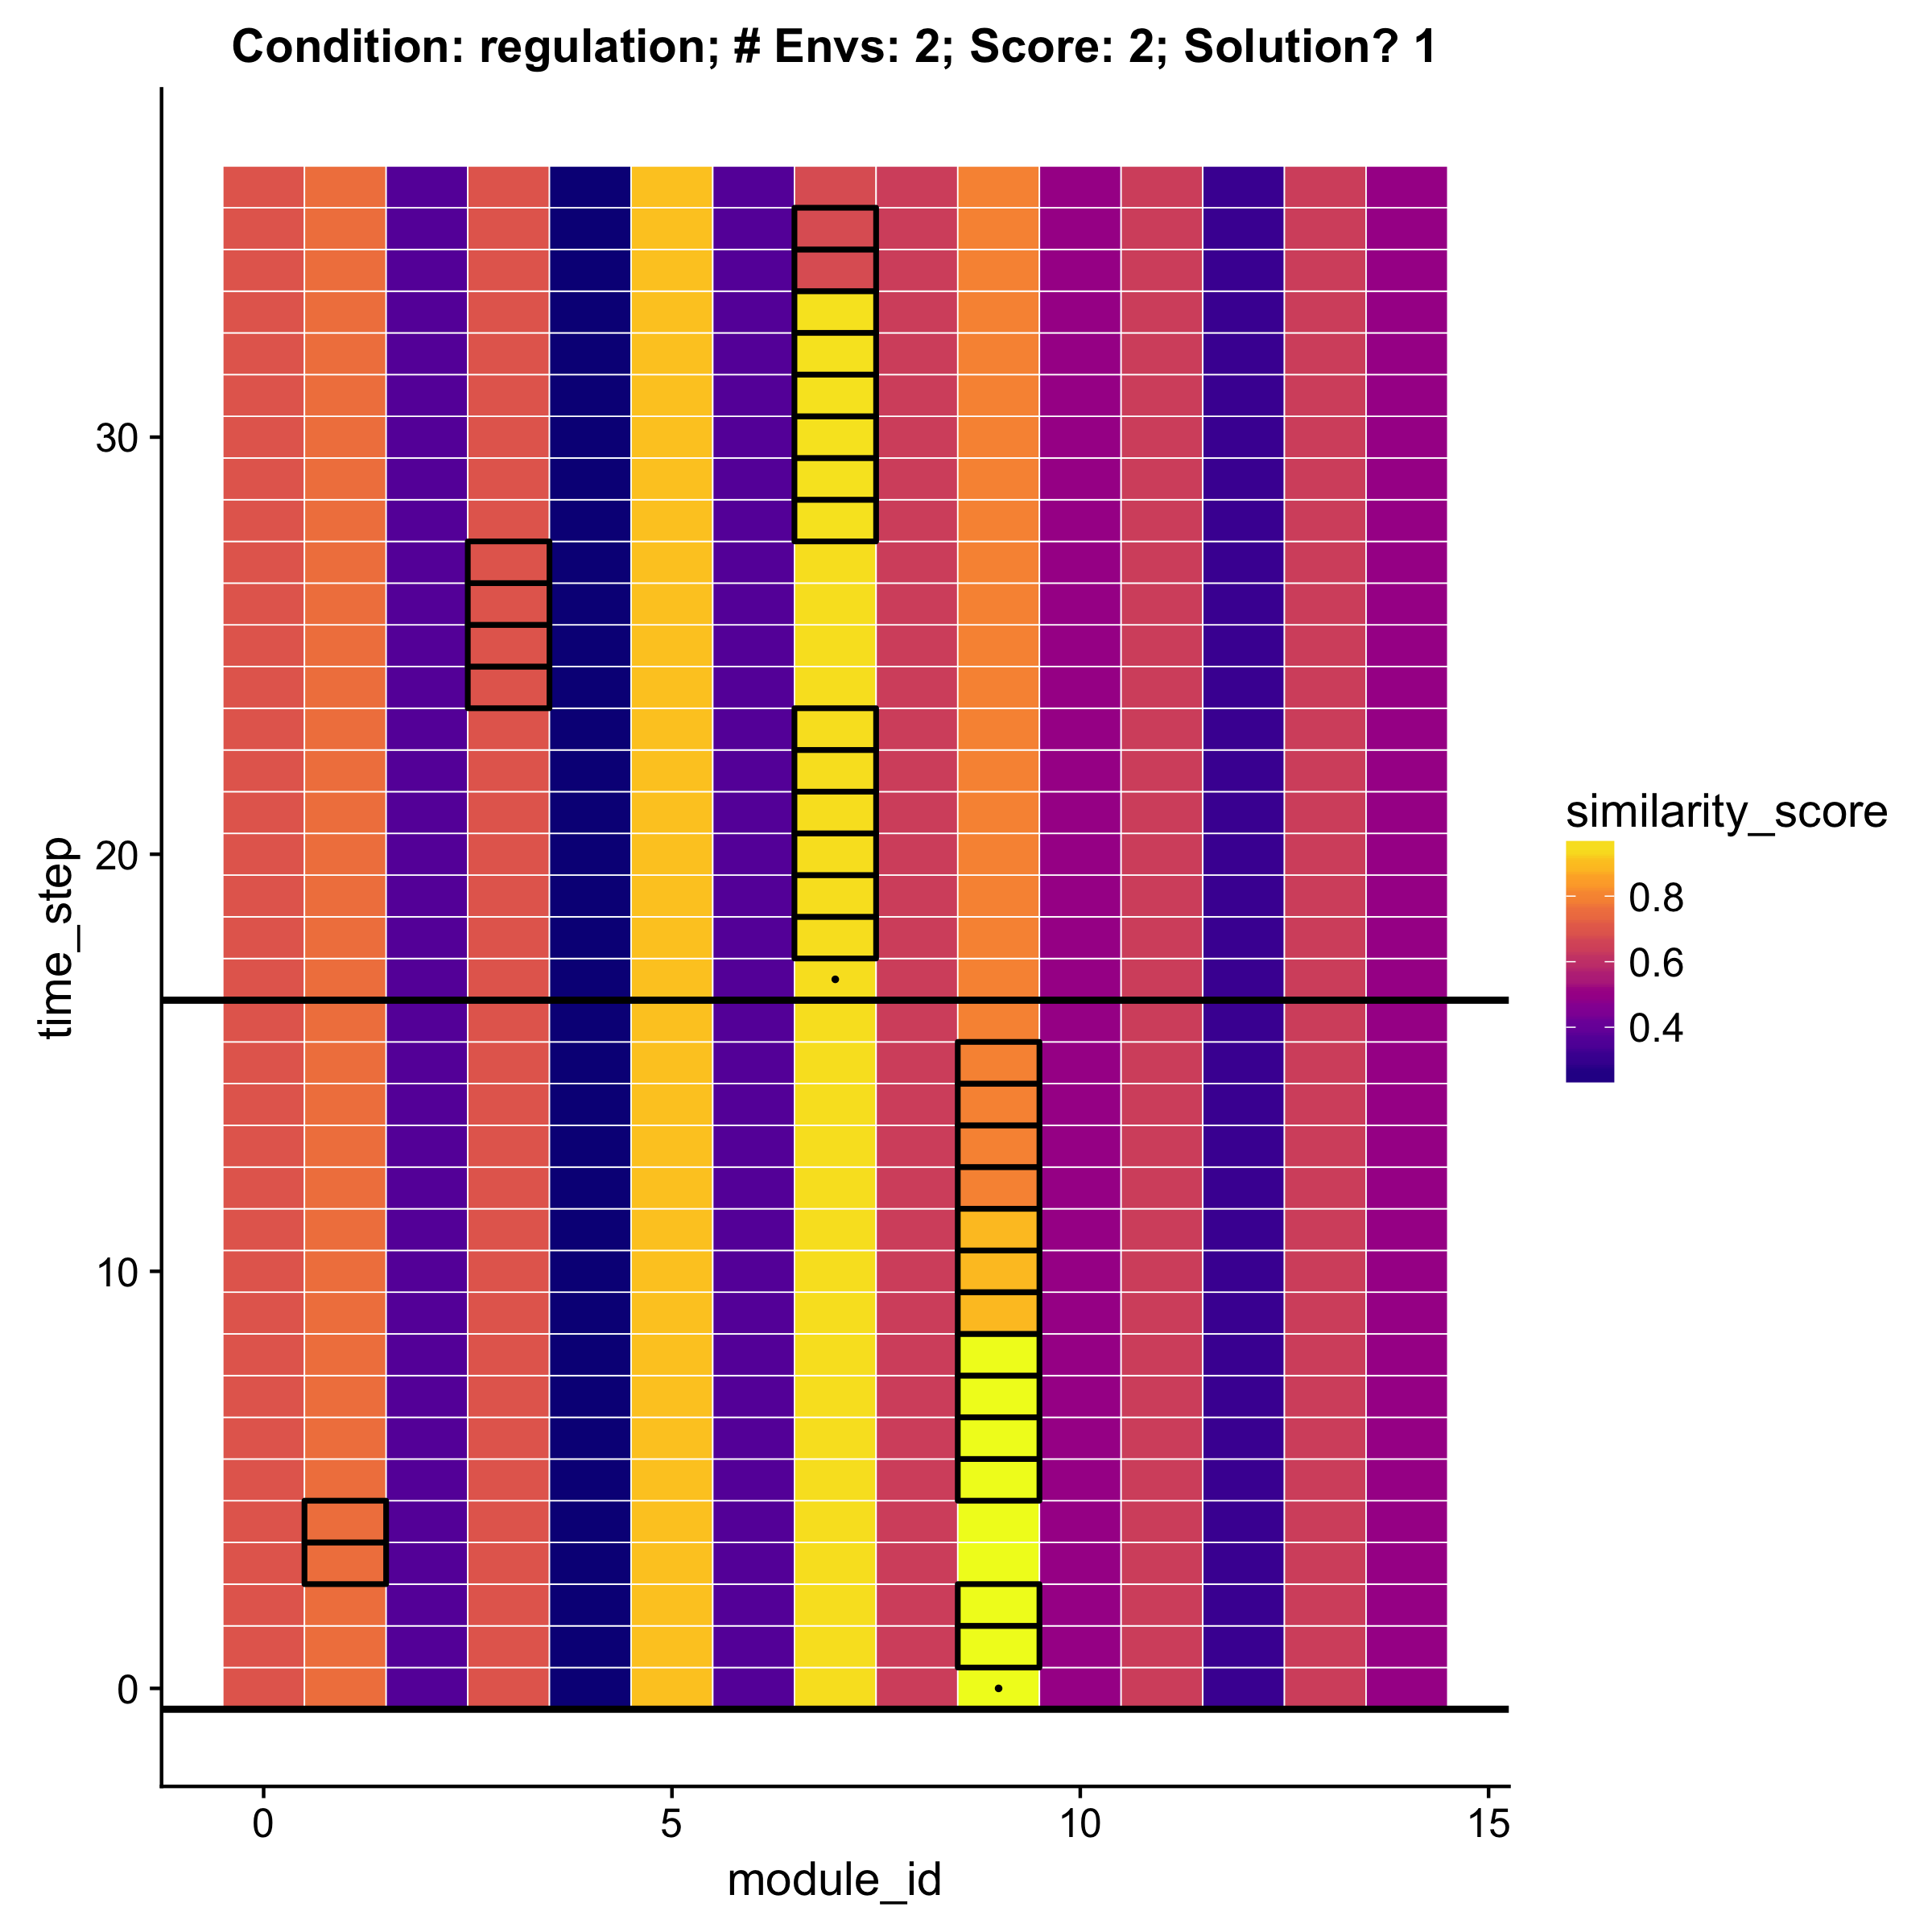 Condition: regulation; # Envs: 2; Score: 2; Solution? 1
time_step
30
20
10
0
0
5
10
15
module_id
similarity_score
0.8
0.6
0.4